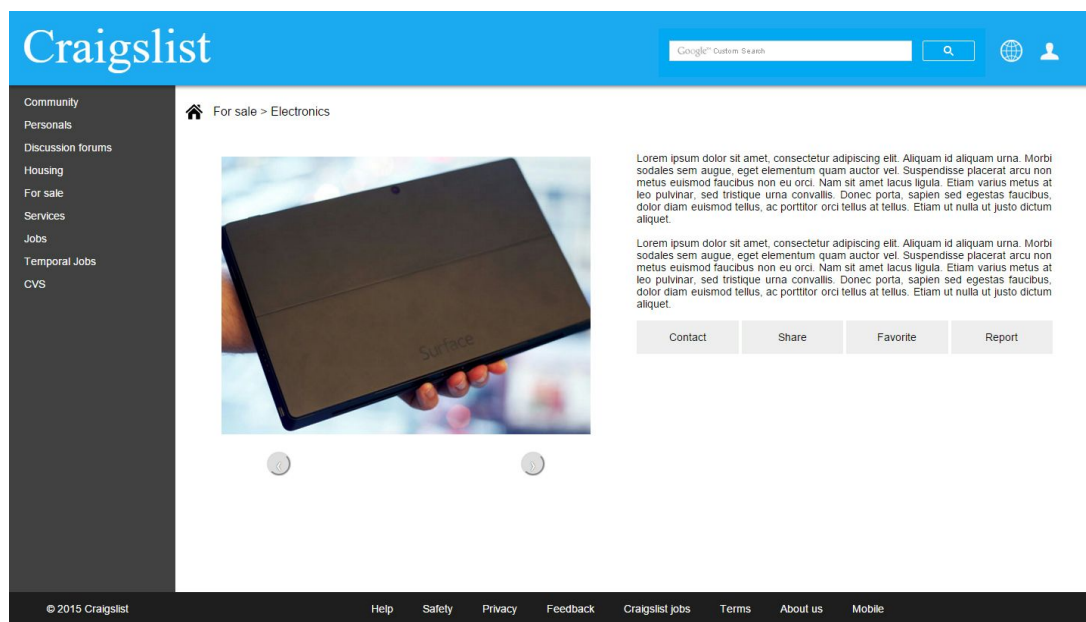 Craigslist
Google™ Custom Search
Community
Personals
Discussion forums
Housing
For sale
Services
Jobs
Temporal Jobs
CVS
For sale > Electronics
Surface
Lorem ipsum dolor sit amet, consectetur adipiscing elit. Aliquam id aliquam urna. Morbi
sodales sem augue, eget elementum quam auctor vel. Suspendisse placerat arcu non
metus euismod faucibus non eu orci. Nam sit amet lacus ligula. Etiam varius metus at
leo pulvinar, sed tristique urna convallis. Donec porta, sapien sed egestas faucibus,
dolor diam euismod tellus, ac porttitor orci tellus at tellus. Etiam ut nulla ut justo dictum
aliquet.
Lorem ipsum dolor sit amet, consectetur adipiscing elit. Aliquam id aliquam urna. Morbi
sodales sem augue, eget elementum quam auctor vel. Suspendisse placerat arcu non
metus euismod faucibus non eu orci. Nam sit amet lacus ligula. Etiam varius metus at
leo pulvinar, sed tristique urna convallis. Donec porta, sapien sed egestas faucibus,
dolor diam euismod tellus, ac porttitor orci tellus at tellus. Etiam ut nulla ut justo dictum
aliquet.
Contact Share Favorite Report
© 2015 Craigslist Help Safety Privacy Feedback Craigslist jobs Terms About us Mobile